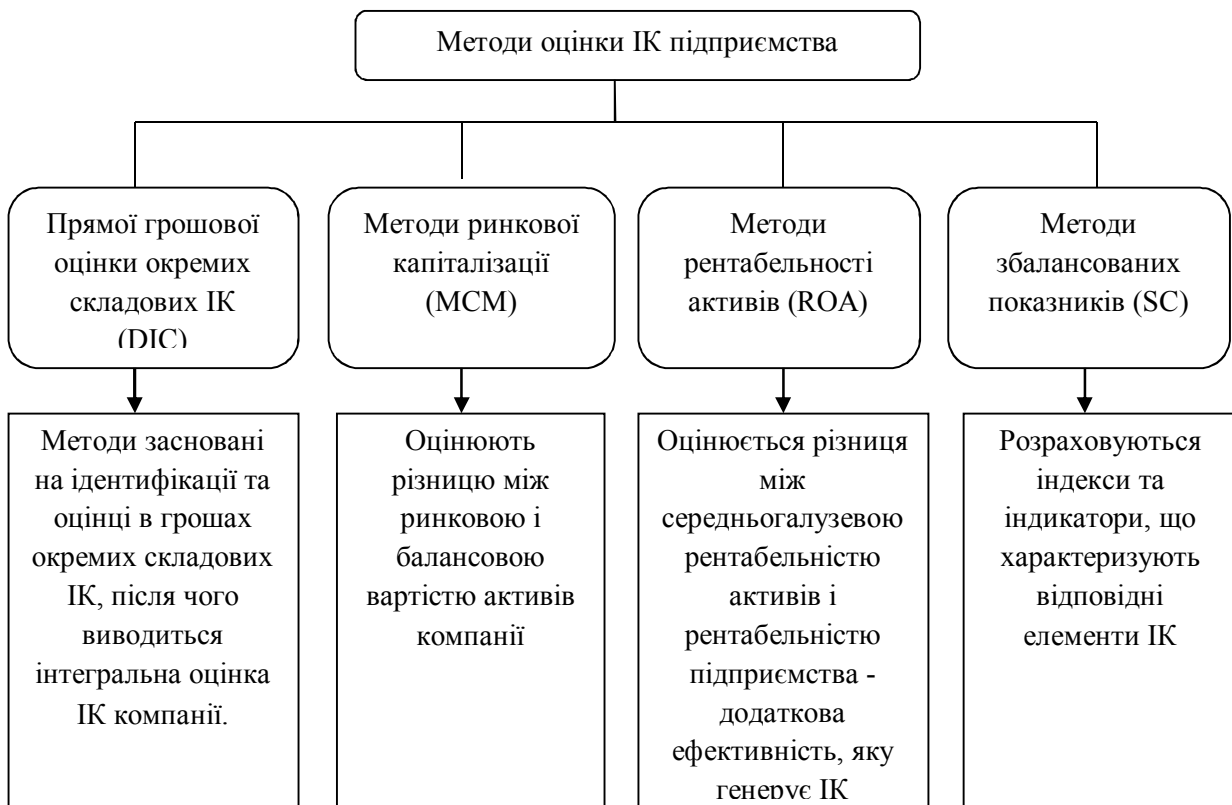 Методи оцінки ІК підприємства
Прямої грошової
оцінки окремих
складових ІК
(DIC)
Методи ринкової
капіталізації
(MCM)
Методи
рентабельності
активів (ROA)
Методи
збалансованих
показників (SC)
Методи засновані
на ідентифікації та
оцінці в грошах
окремих складових
ІК, після чого
виводиться
інтегральна оцінка
ІК компанії.
Оцінюють
різницю між
ринковою і
балансовою
вартістю активів
компанії
Оцінюється різниця
між
середньогалузевою
рентабельністю
активів і
рентабельністю
підприємства -
додаткова
ефективність, яку
генерує ІК
Розраховуються
індекси та
індикатори, що
характеризують
відповідні
елементи ІК